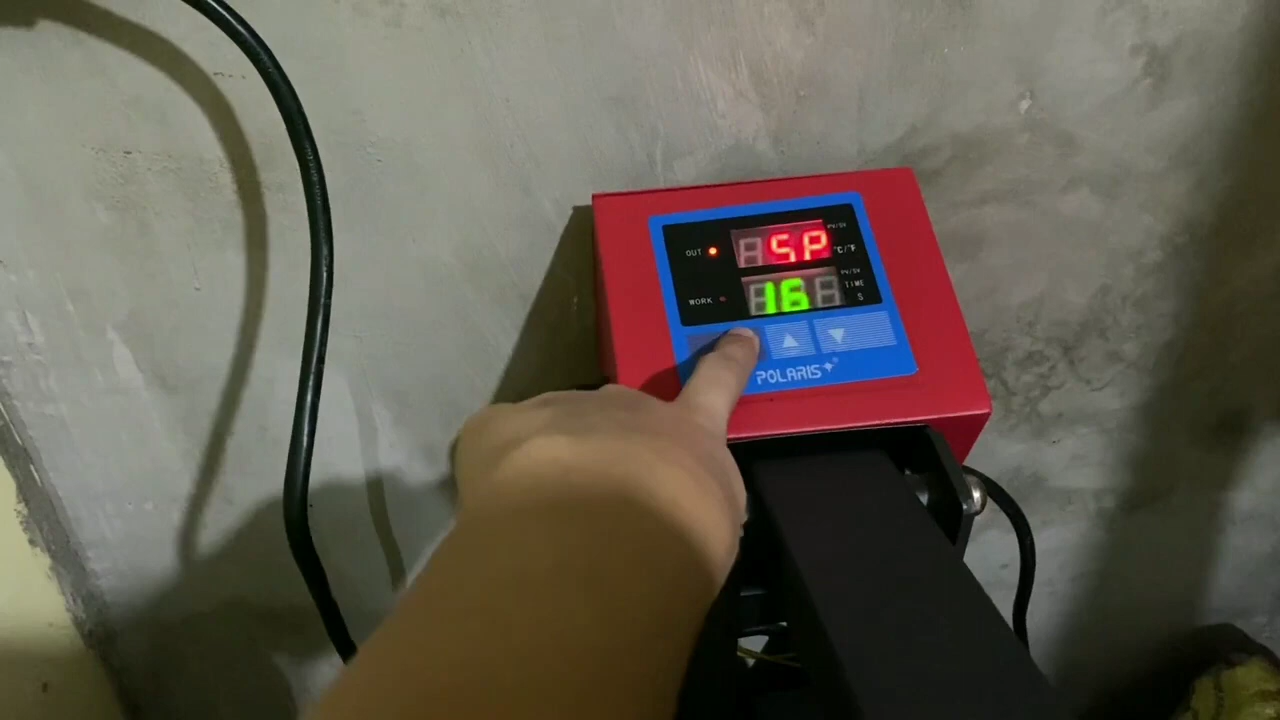 PV/SV
OUT SP °C/°F
PV/SV
16 TIME
WORK S
POLARIS